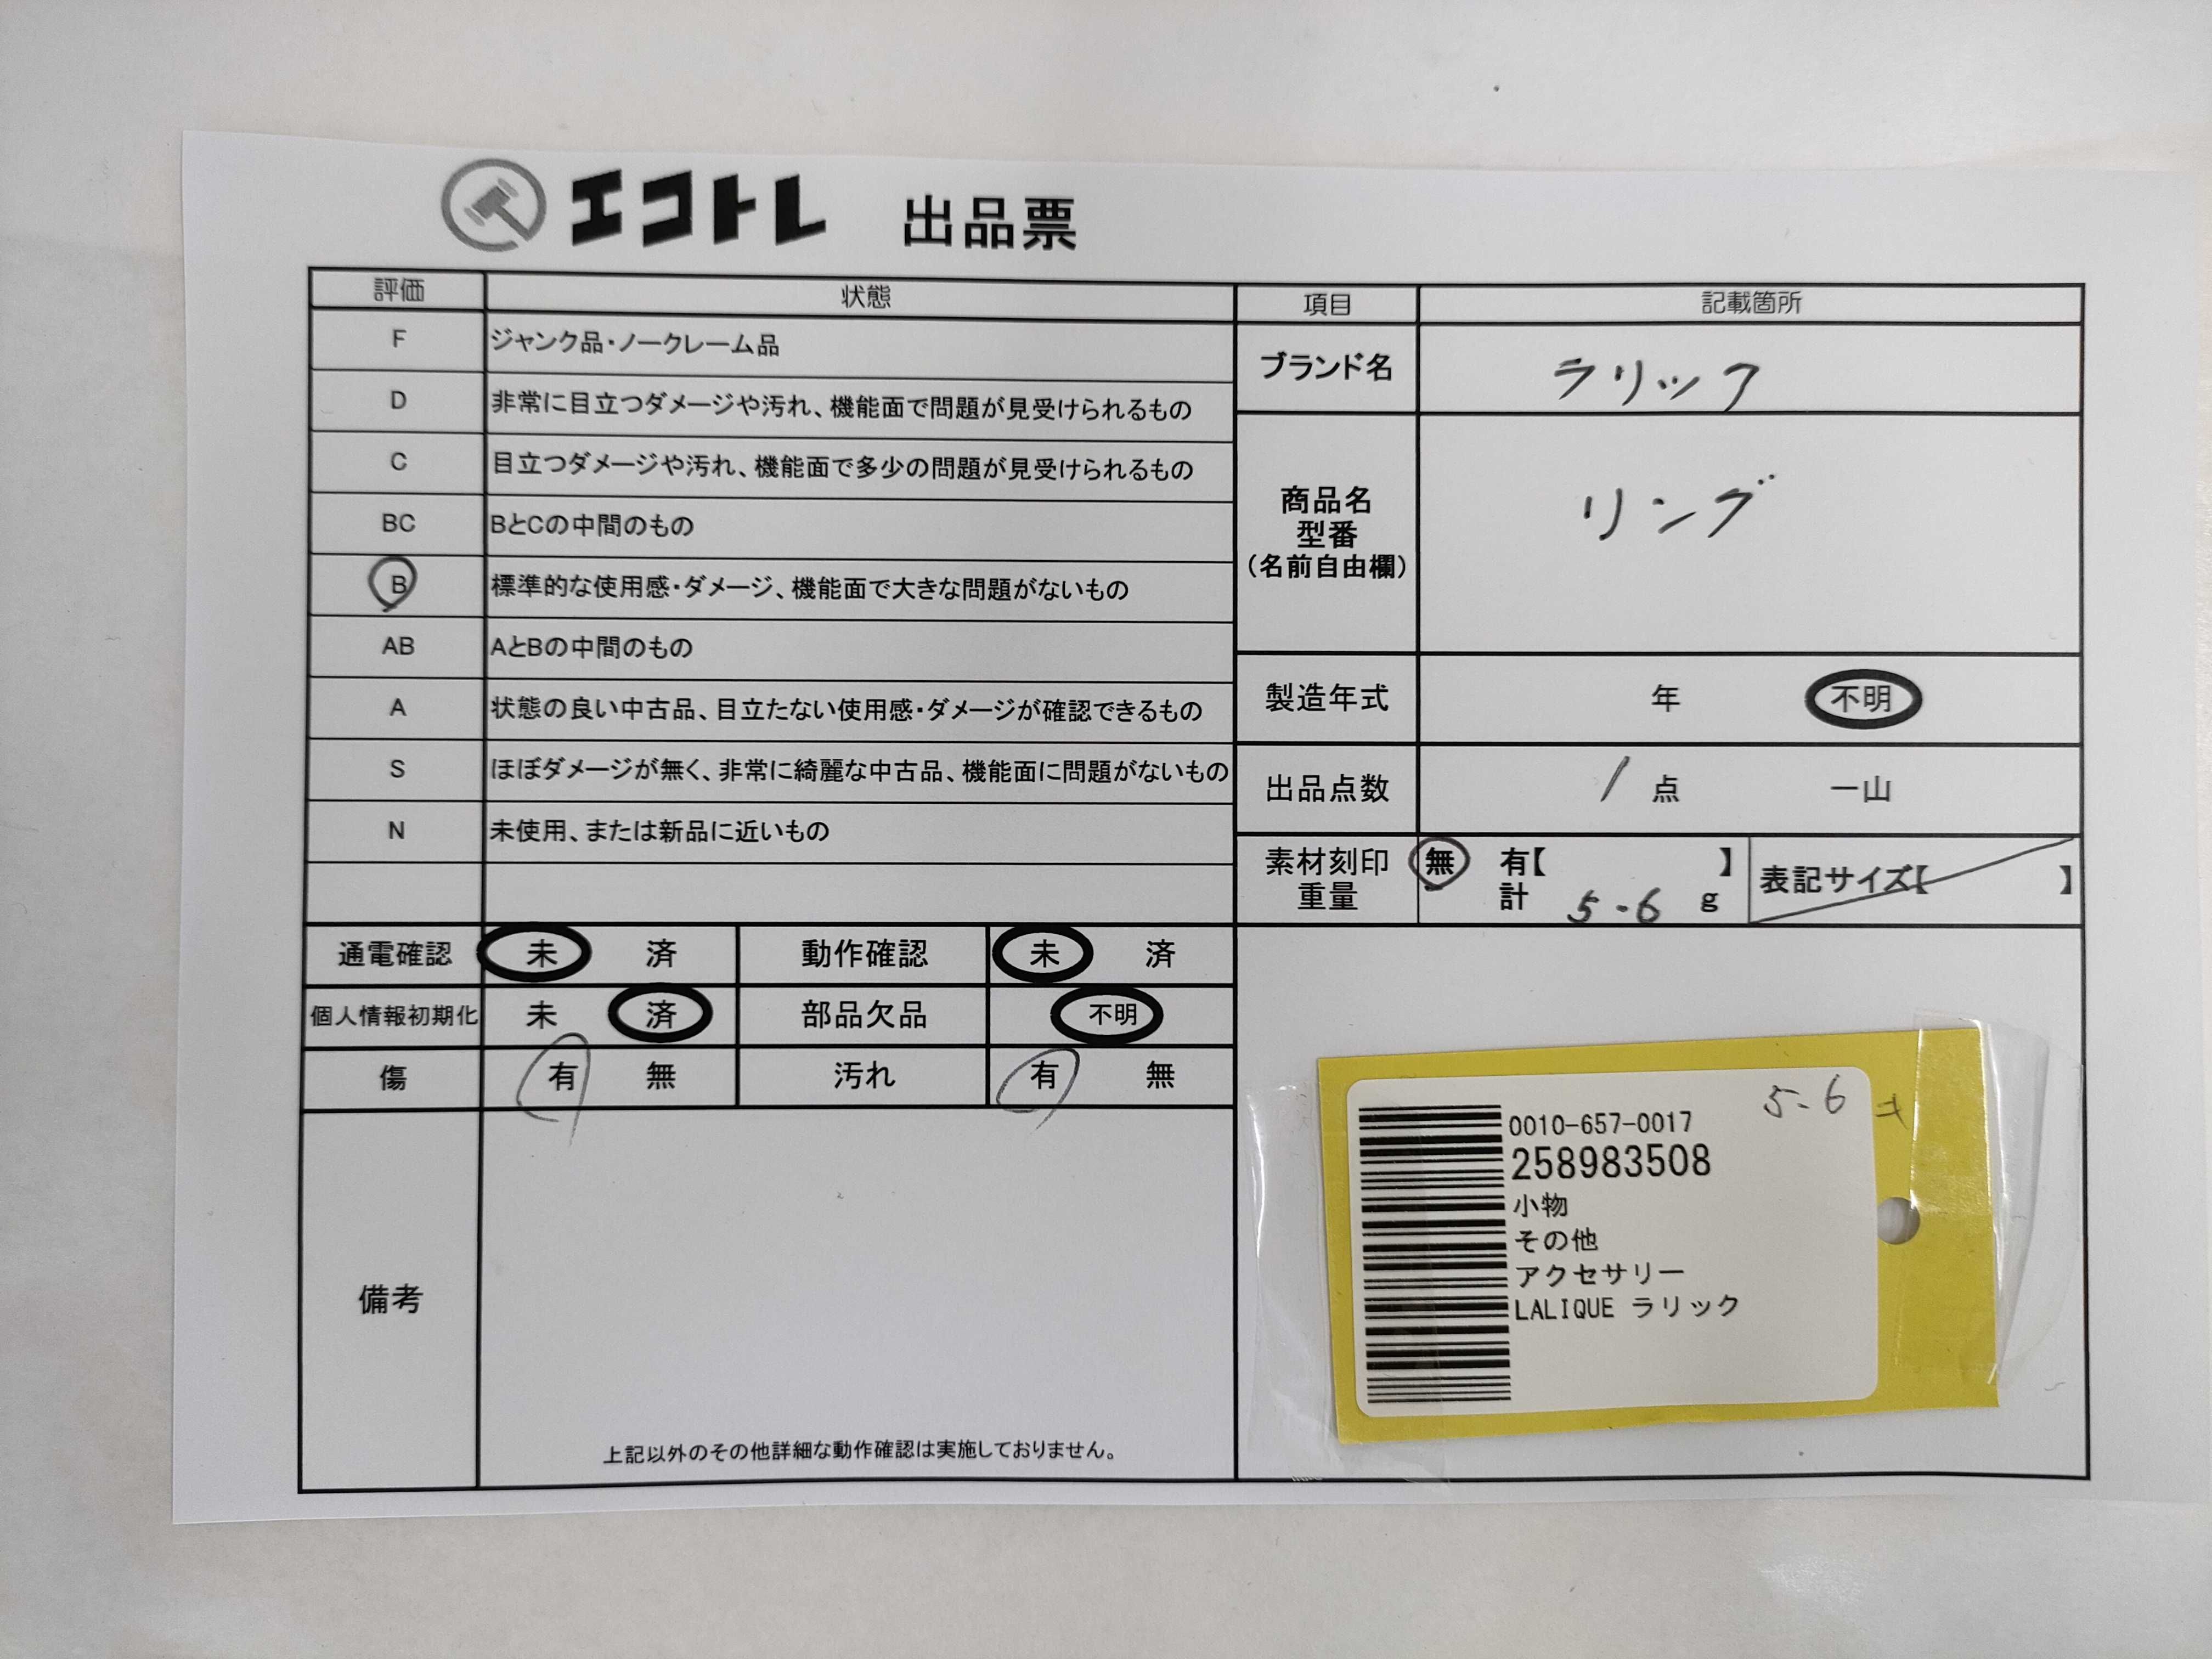 エコトレ 出品票
評価 状態
F ジャンク品・ノークレーム品
D 非常に目立つダメージや汚れ、機能面で問題が見受けられるもの
C 目立つダメージや汚れ、機能面で多少の問題が見受けられるもの
BC BとCの中間のもの
B 標準的な使用感・ダメージ、機能面で大きな問題がないもの
AB AとBの中間のもの
A 状態の良い中古品、目立たない使用感・ダメージが確認できるもの
S ほぼダメージが無く、非常に綺麗な中古品、機能面に問題がないもの
N 未使用、または新品に近いもの
項目 記載箇所
ブランド名 ラリック
商品名
型番
（名前自由欄）
リング
製造年式 年 不明
出品点数 1 点 一山
素材刻印 無 有【 】
重量 計 5.6 g
表記サイズ【 】
通電確認 未 済 動作確認 未 済
個人情報初期化 未 済 部品欠品 不明
傷 有 無 汚れ 有 無
備考
上記以外のその他詳細な動作確認は実施しておりません。
5.6
0010-657-0017
258983508
小物
その他
アクセサリー
LALIQUE ラリック